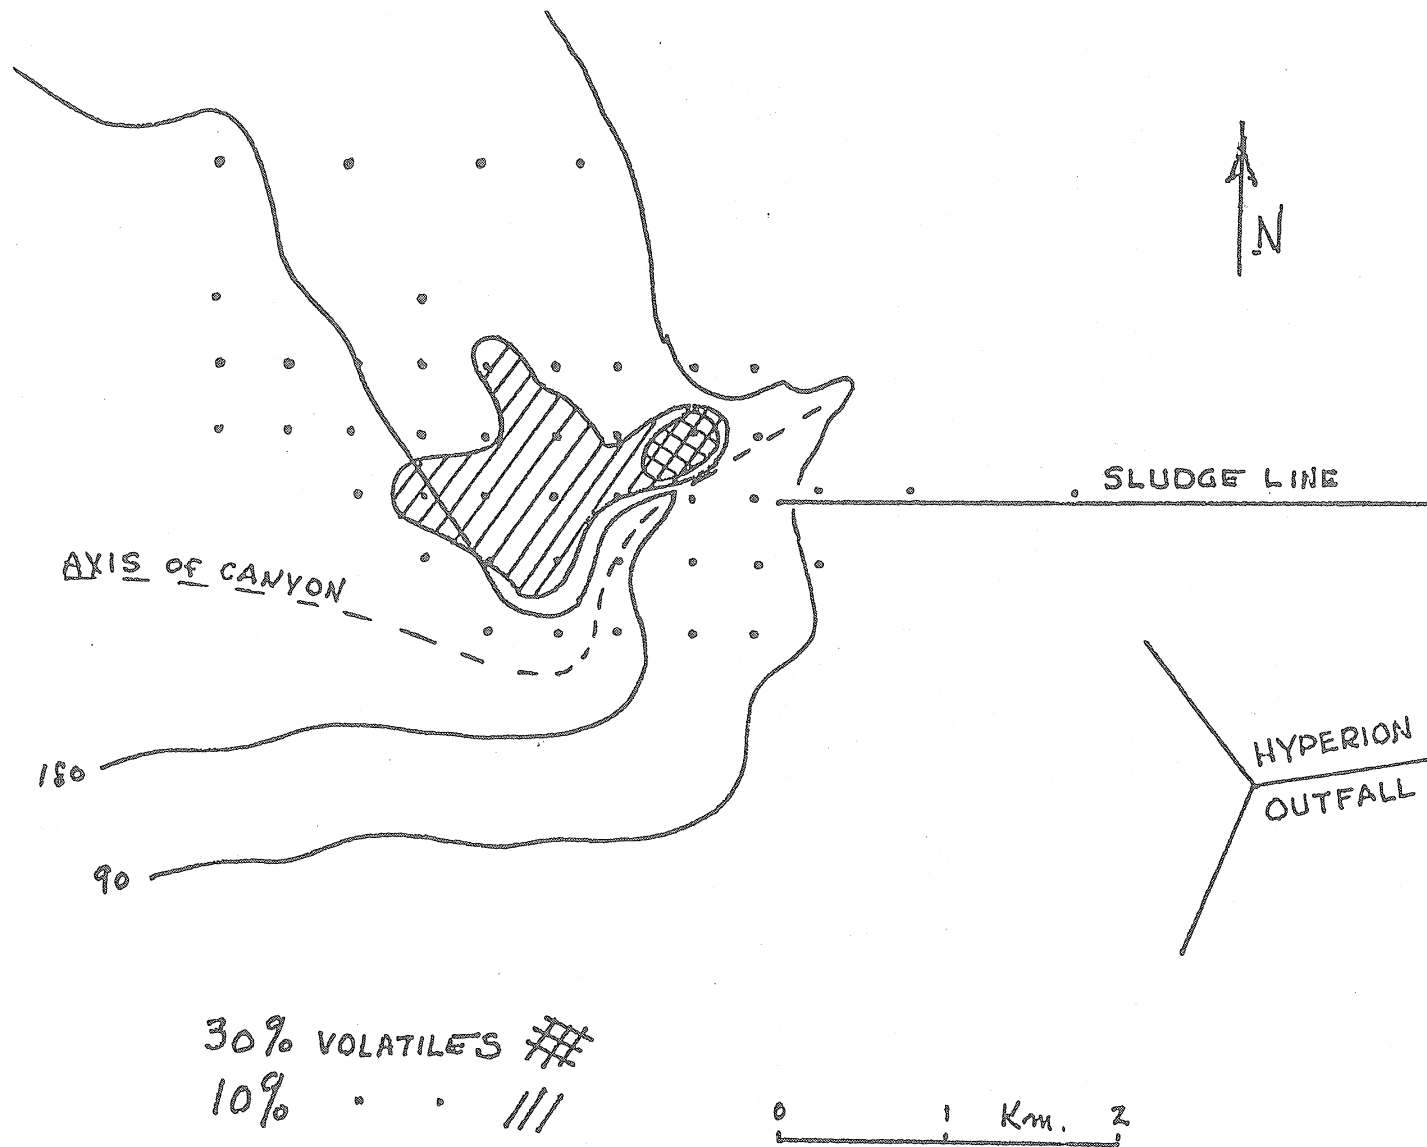 N
SLUDGE LINE
AXIS OF CANYON
HYPERION
OUTFALL
180
90
30% VOLATILES
10% " "
0 1 Km. 2